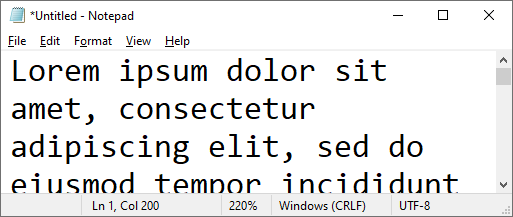 *Untitled - Notepad
File Edit Format View Help
Lorem ipsum dolor sit
amet, consectetur
adipiscing elit, sed do
eiusmod tempor incididunt
Ln 1, Col 200 220% Windows (CRLF) UTF-8